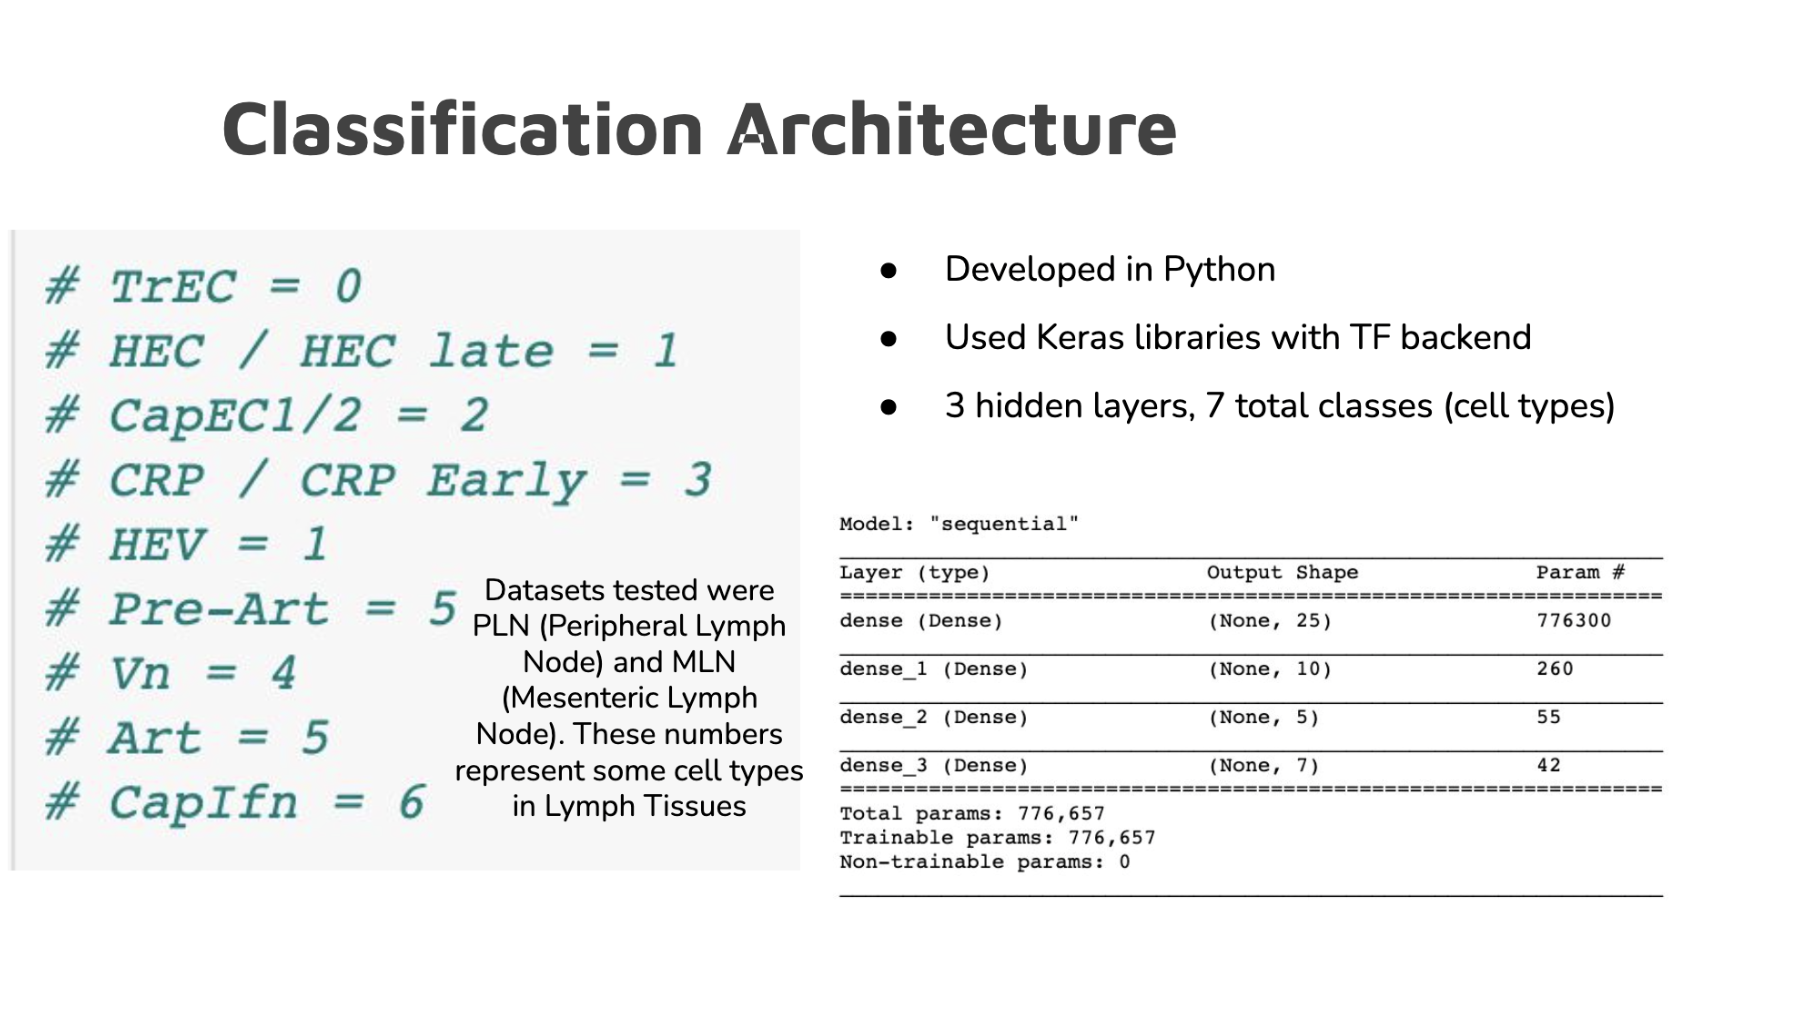 Classification Architecture
# TrEC = 0
# HEC / HEC late = 1
# CapEC1/2 = 2
# CRP / CRP Early = 3
# HEV = 1
# Pre-Art = 5
# Vn = 4
# Art = 5
# CapIfn = 6
Datasets tested were
PLN (Peripheral Lymph
Node) and MLN
(Mesenteric Lymph
Node). These numbers
represent some cell types
in Lymph Tissues
● Developed in Python
● Used Keras libraries with TF backend
● 3 hidden layers, 7 total classes (cell types)
Model: "sequential"
Layer (type) Output Shape Param #
dense (Dense) (None, 25) 776300
dense_1 (Dense) (None, 10) 260
dense_2 (Dense) (None, 5) 55
dense_3 (Dense) (None, 7) 42
Total params: 776,657
Trainable params: 776,657
Non-trainable params: 0